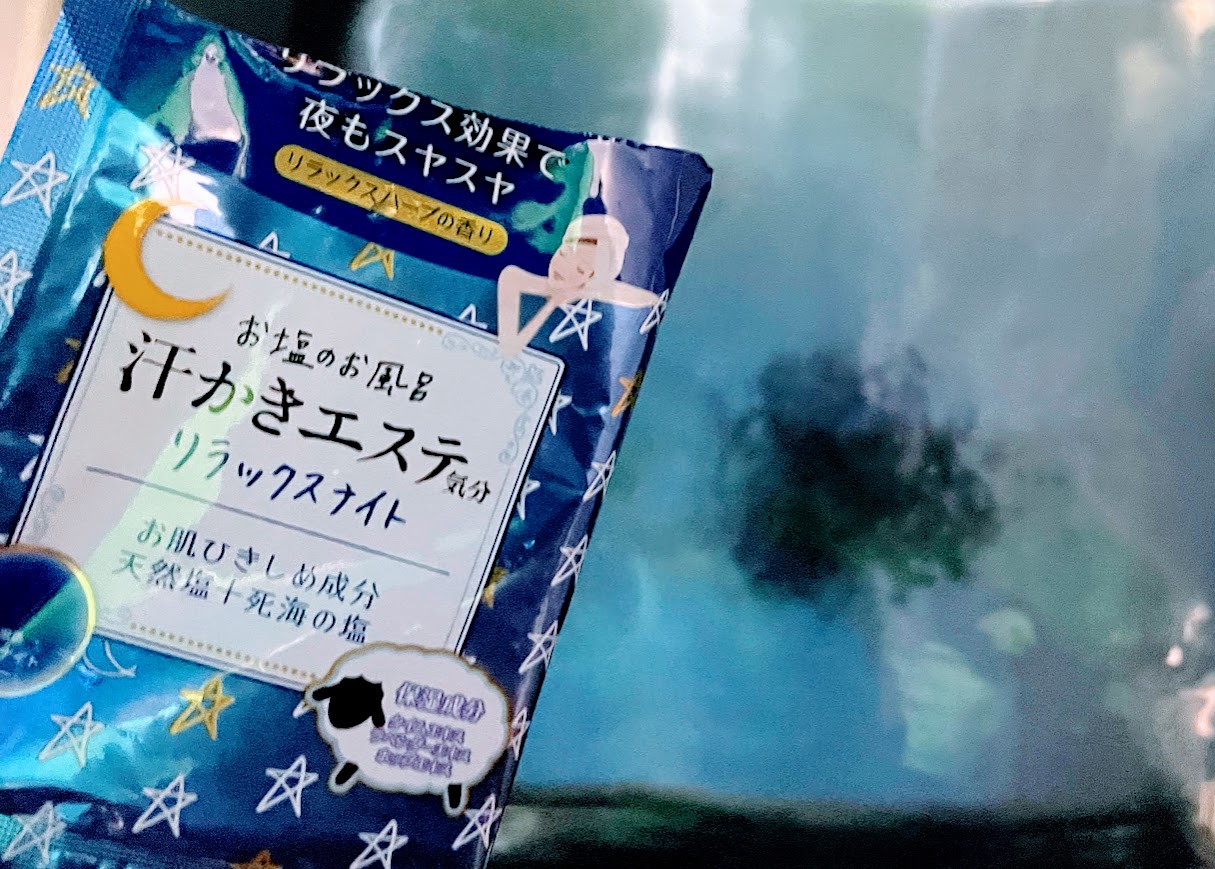 リラックス効果で
夜もスヤスヤ
リラックスハーブの香り
お塩のお風呂
汗かきエステ気分
リラックスナイト
お肌ひきしめ成分
天然塩+死海の塩
保湿成分